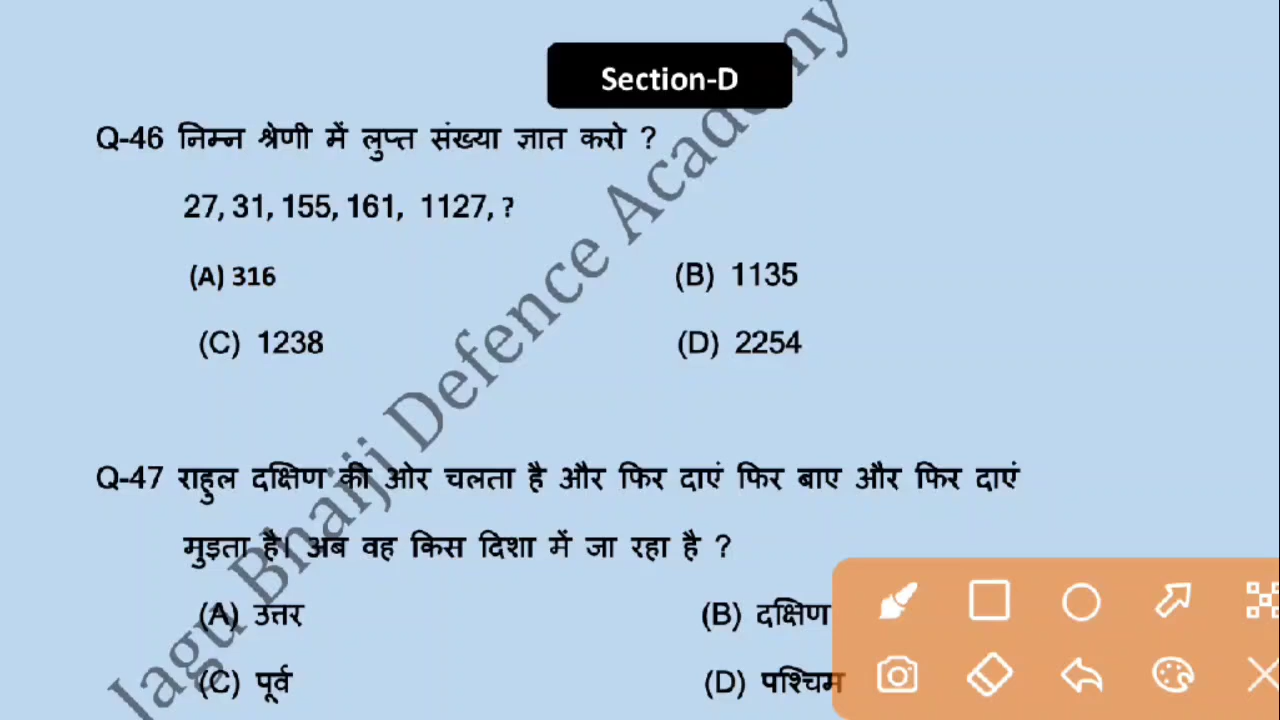 Section-D
Q-46 निम्न श्रेणी में लुप्त संख्या ज्ञात करो ?
27, 31, 155, 161, 1127, ?
(A) 316 (B) 1135
(C) 1238 (D) 2254
Q-47 राहुल दक्षिण की ओर चलता है और फिर दाएं फिर बाए और फिर दाएं
मुड़ता है। अब वह किस दिशा में जा रहा है ?
(A) उत्तर (B) दक्षिण
(C) पूर्व (D) पश्चिम
Jagu Bhaiji Defence Academy